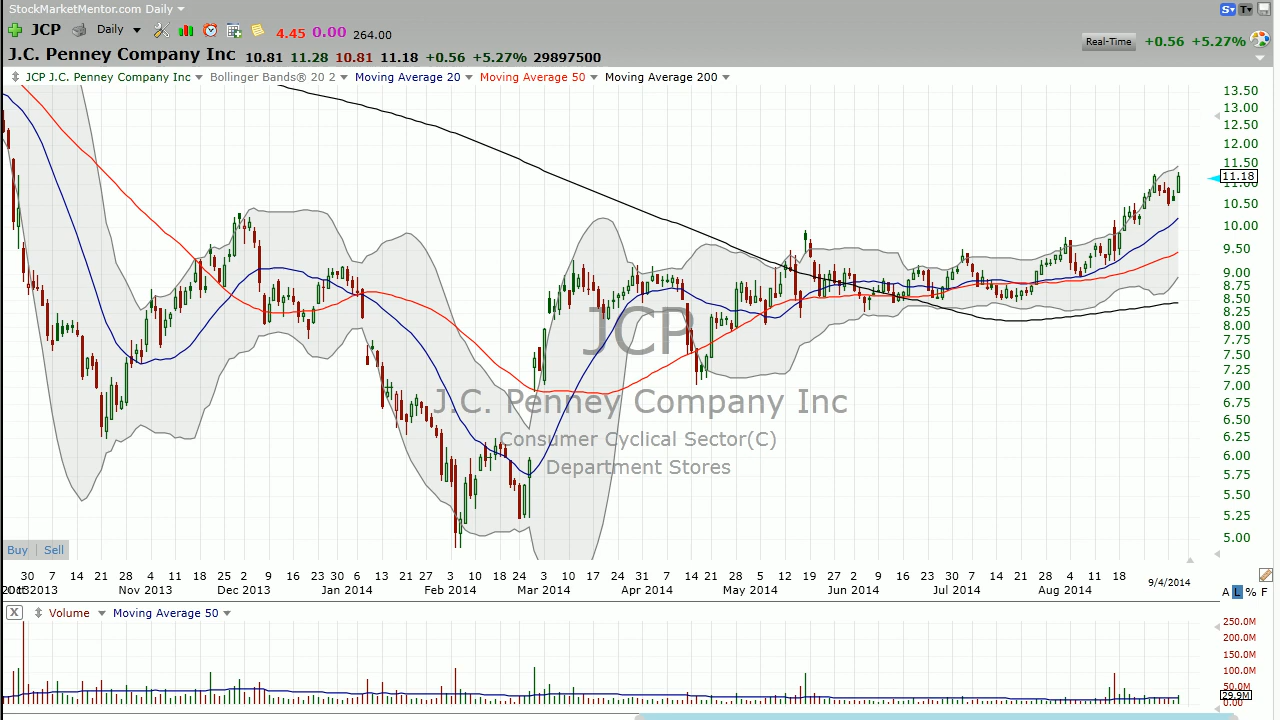 StockMarketMentor.com Daily
S T
JCP Daily 4.45 0.00 264.00
J.C. Penney Company Inc 10.81 11.28 10.81 11.18 +0.56 +5.27% 29897500
Real-Time +0.56 +5.27%
JCP J.C. Penney Company Inc Bollinger Bands® 20 2 Moving Average 20 Moving Average 50 Moving Average 200
13.50
13.00
12.50
12.00
11.50
11.18
11.00
10.50
10.00
9.50
9.00
8.75
8.50
8.25
8.00
7.75
7.50
7.25
7.00
6.75
6.50
6.25
6.00
5.75
5.50
5.25
5.00
JCP
J.C. Penney Company Inc
Consumer Cyclical Sector(C)
Department Stores
Buy Sell
30 7 14 21 28 4 11 18 25 2 9 16 23 30 6 13 21 27 3 10 18 24 3 10 17 24 31 7 14 21 28 5 12 19 27 2 9 16 23 30 7 14 21 28 4 11 18 9/4/2014
2013 Nov 2013 Dec 2013 Jan 2014 Feb 2014 Mar 2014 Apr 2014 May 2014 Jun 2014 Jul 2014 Aug 2014
A L % F
X Volume Moving Average 50
250.0M
200.0M
150.0M
100.0M
50.0M
29.9M
0.00